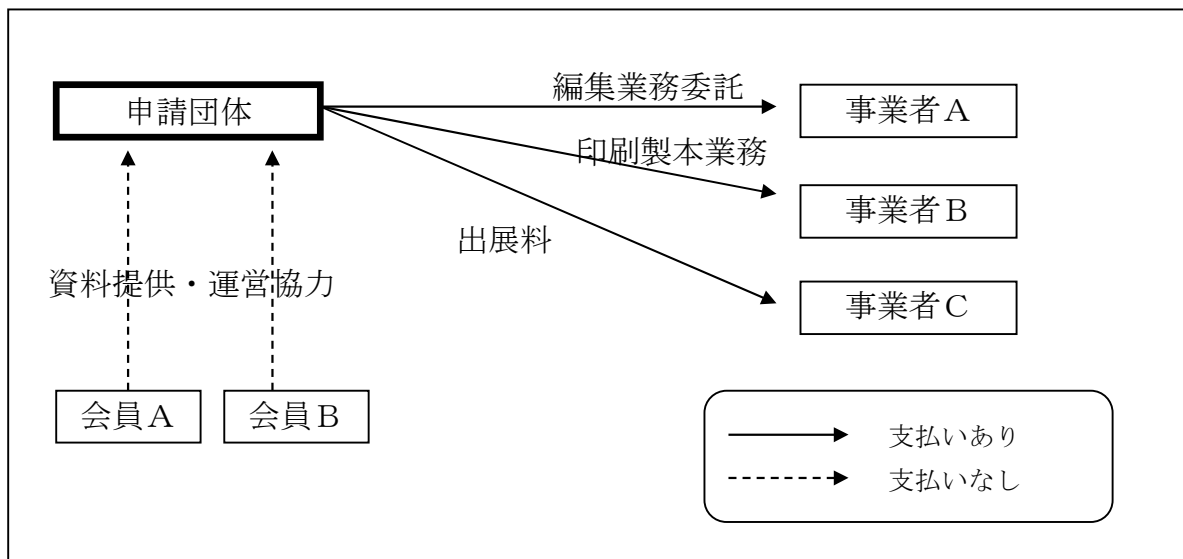 編集業務委託
申請団体
事業者Ａ
印刷製本業務
事業者Ｂ
出展料
資料提供・運営協力
事業者Ｃ
会員Ａ
会員Ｂ
支払いあり
支払いなし